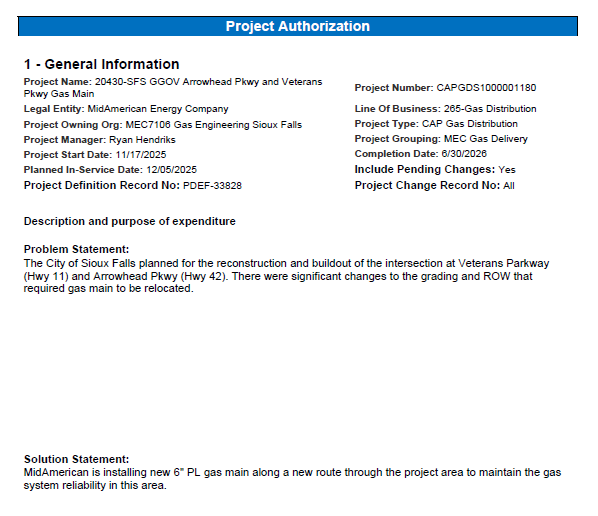 Project Authorization
1 - General Information
Project Name: 20430-SFS GGOV Arrowhead Pkwy and Veterans
Pkwy Gas Main
Project Number: CAPGDS1000001180
Legal Entity: MidAmerican Energy Company
Line Of Business: 265-Gas Distribution
Project Owning Org: MEC7106 Gas Engineering Sioux Falls
Project Type: CAP Gas Distribution
Project Manager: Ryan Hendriks
Project Grouping: MEC Gas Delivery
Project Start Date: 11/17/2025
Completion Date: 6/30/2026
Planned In-Service Date: 12/05/2025
Include Pending Changes: Yes
Project Definition Record No: PDEF-33828
Project Change Record No: All
Description and purpose of expenditure
Problem Statement:
The City of Sioux Falls planned for the reconstruction and buildout of the intersection at Veterans Parkway
(Hwy 11) and Arrowhead Pkwy (Hwy 42). There were significant changes to the grading and ROW that
required gas main to be relocated.
Solution Statement:
MidAmerican is installing new 6" PL gas main along a new route through the project area to maintain the gas
system reliability in this area.